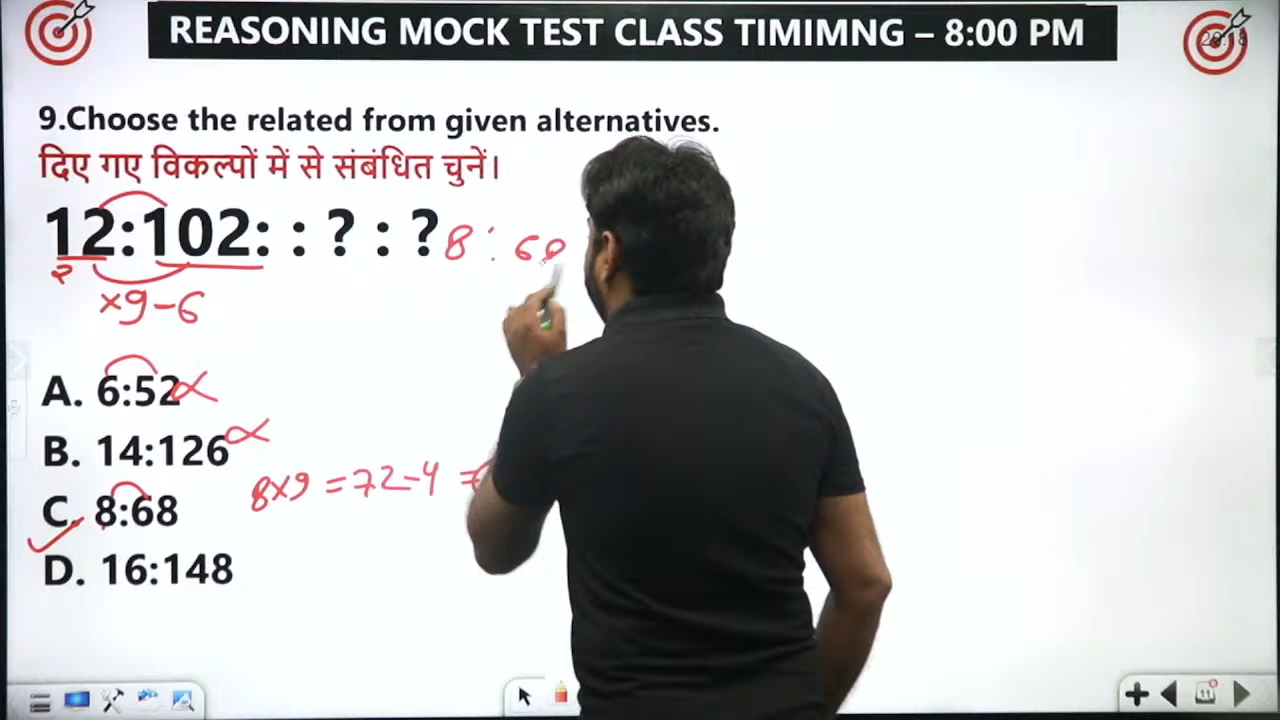 REASONING MOCK TEST CLASS TIMIMNG – 8:00 PM
9.Choose the related from given alternatives.
दिए गए विकल्पों में से संबंधित चुनें।
12:102: : ? : ? 8 : 68
2
×9-6
A. 6:52
B. 14:126
8×9 = 72-4 =
C. 8:68
D. 16:148